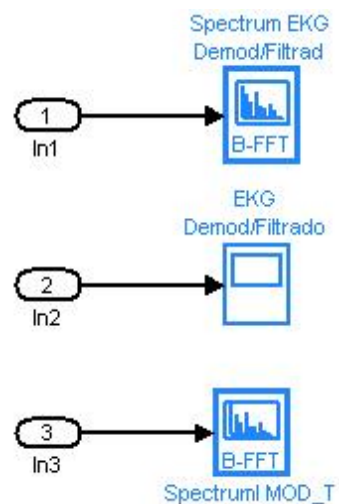 Spectrum EKG
Demod/Filtrad
1
In1
B-FFT
EKG
Demod/Filtrado
2
In2
3
In3
B-FFT
Spectruml MOD_T